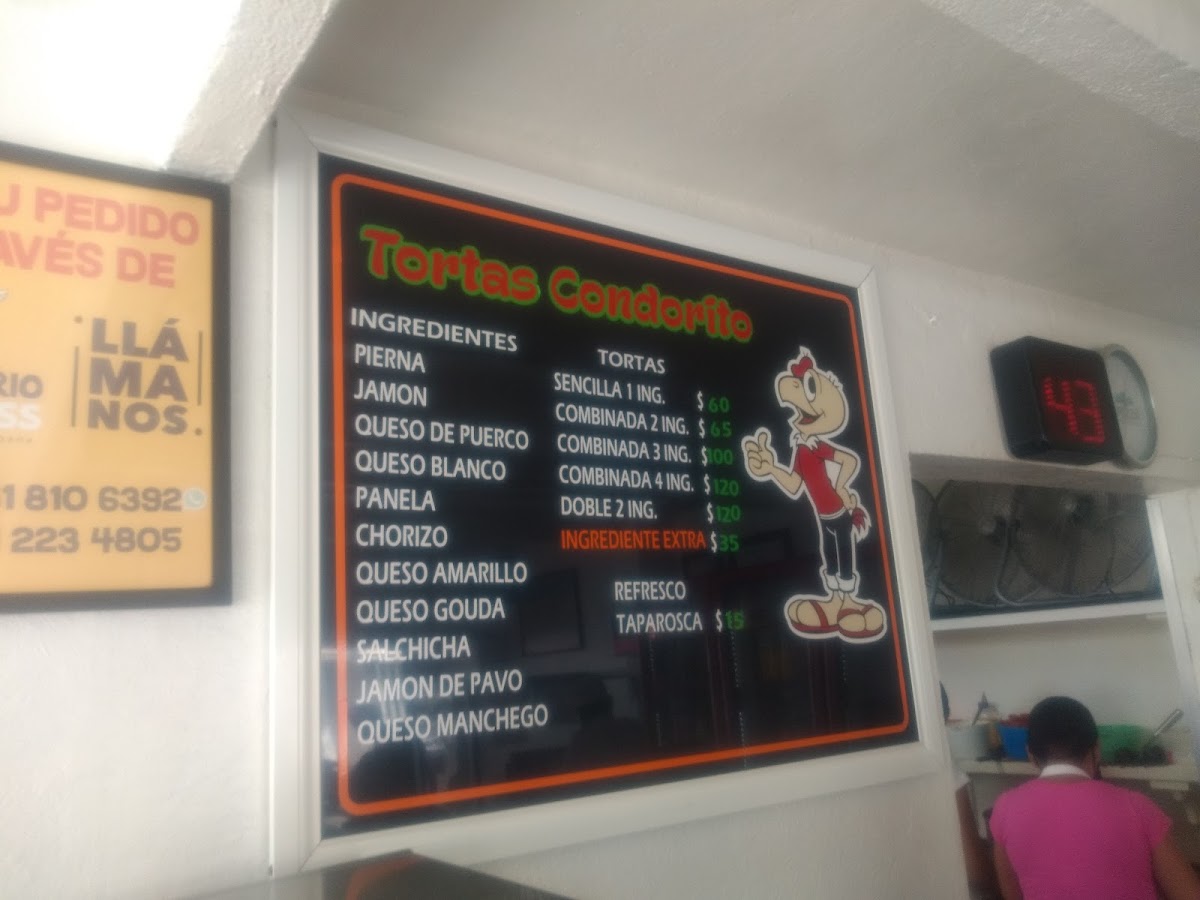 U PEDIDO
AVÉS DE
LLÁ
MA
NOS.
RIO
SS
1 810 6392
223 4805
Tortas Condorito
INGREDIENTES
PIERNA
JAMON
QUESO DE PUERCO
QUESO BLANCO
PANELA
CHORIZO
QUESO AMARILLO
QUESO GOUDA
SALCHICHA
JAMON DE PAVO
QUESO MANCHEGO
TORTAS
SENCILLA 1 ING. $ 60
COMBINADA 2 ING. $ 65
COMBINADA 3 ING. $100
COMBINADA 4 ING. $ 120
DOBLE 2 ING. $120
INGREDIENTE EXTRA $35
REFRESCO
TAPAROSCA $ 15